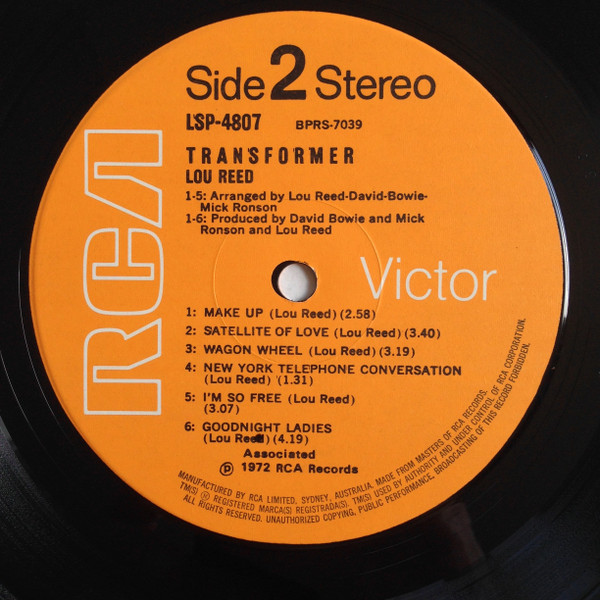 Side 2 Stereo
LSP-4807 BPRS-7039
TRANSFORMER
LOU REED
1-5: Arranged by Lou Reed-David-Bowie-
Mick Ronson
1-6: Produced by David Bowie and Mick
Ronson and Lou Reed
RCA
Victor
1: MAKE UP (Lou Reed) (2.58)
2: SATELLITE OF LOVE (Lou Reed) (3.40)
3: WAGON WHEEL (Lou Reed) (3.19)
4: NEW YORK TELEPHONE CONVERSATION
(Lou Reed) (1.31)
5: I'M SO FREE (Lou Reed)
(3.07)
6: GOODNIGHT LADIES
(Lou Reed) (4.19)
Associated
℗ 1972 RCA Records
MANUFACTURED BY RCA LIMITED, SYDNEY, AUSTRALIA. MADE FROM MASTERS OF RCA RECORDS.
TM(S) ® REGISTERED MARCA(S) REGISTRADA(S). TM(S) USED BY AUTHORITY AND UNDER CONTROL OF RCA CORPORATION.
ALL RIGHTS RESERVED. UNAUTHORIZED COPYING, PUBLIC PERFORMANCE, BROADCASTING OF THIS RECORD FORBIDDEN.